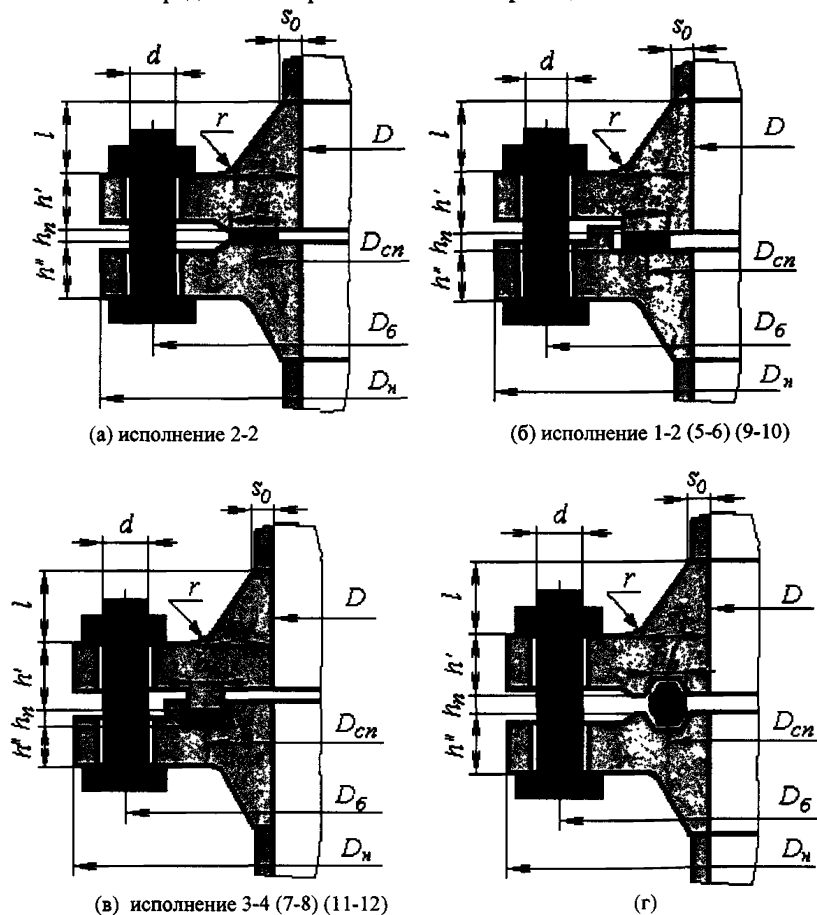 s₀
d
r
D
l
h'
hп
h"
Dсп
Dб
Dн
(а) исполнение 2-2
s₀
d
r
D
l
h'
hп
h"
Dсп
Dб
Dн
(б) исполнение 1-2 (5-6) (9-10)
s₀
d
r
D
l
h'
hп
h"
Dсп
Dб
Dн
(в) исполнение 3-4 (7-8) (11-12)
s₀
d
r
D
l
h'
hп
h"
Dсп
Dб
Dн
(г)